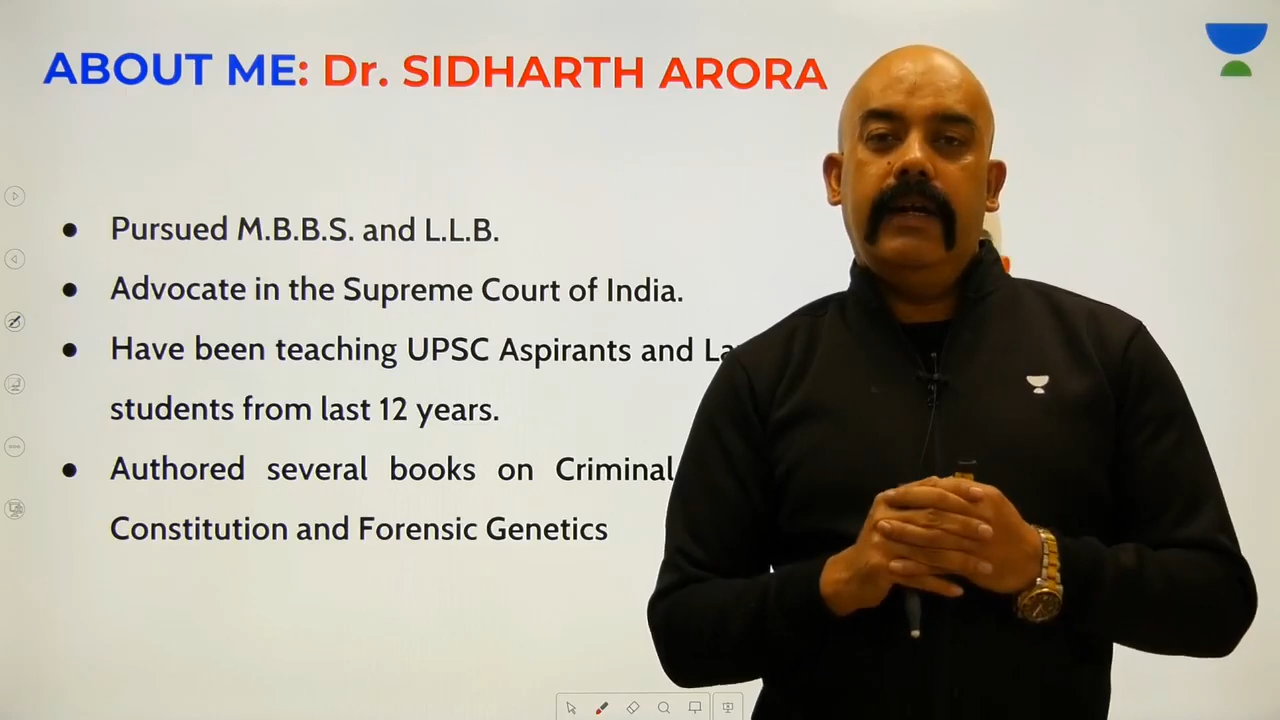 ABOUT ME: Dr. SIDHARTH ARORA
● Pursued M.B.B.S. and L.L.B.
● Advocate in the Supreme Court of India.
● Have been teaching UPSC Aspirants and
students from last 12 years.
● Authored several books on Criminal
Constitution and Forensic Genetics